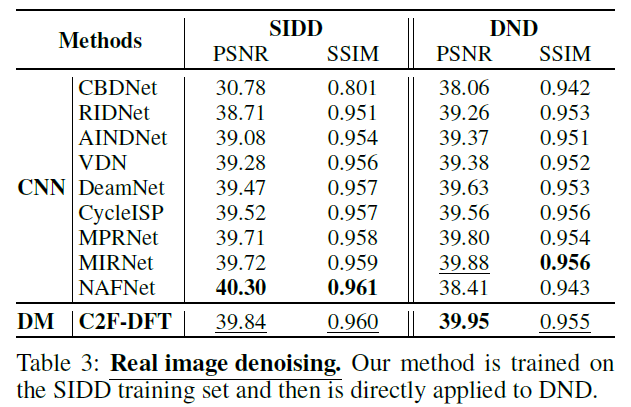 Methods SIDD DND
PSNR SSIM PSNR SSIM
CBDNet 30.78 0.801 38.06 0.942
RIDNet 38.71 0.951 39.26 0.953
AINDNet 39.08 0.954 39.37 0.951
VDN 39.28 0.956 39.38 0.952
CNN DeamNet 39.47 0.957 39.63 0.953
CycleISP 39.52 0.957 39.56 0.956
MPRNet 39.71 0.958 39.80 0.954
MIRNet 39.72 0.959 39.88 0.956
NAFNet 40.30 0.961 38.41 0.943
DM C2F-DFT 39.84 0.960 39.95 0.955
Table 3: Real image denoising. Our method is trained on
the SIDD training set and then is directly applied to DND.